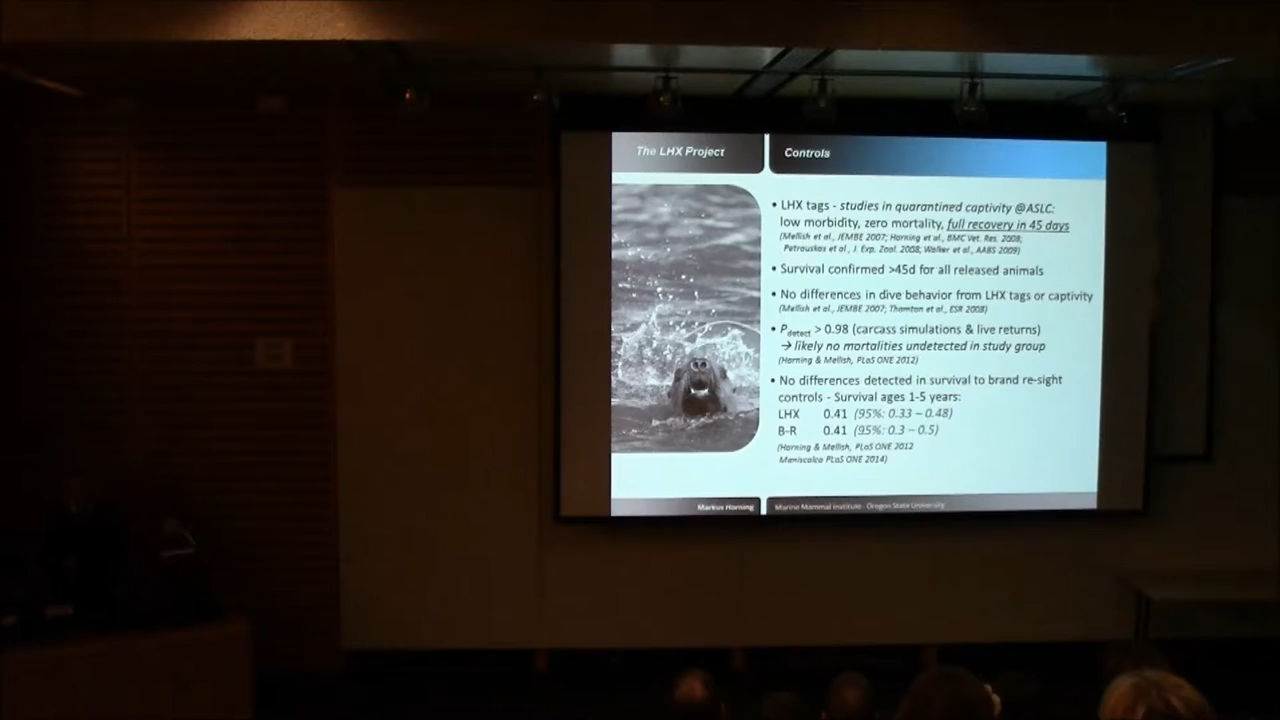 The LHX Project
Controls
• LHX tags - studies in quarantined captivity @ASLC:
low morbidity, zero mortality, full recovery in 45 days
(Mellish et al., JEMBE 2007; Horning et al., BMC Vet. Res. 2008;
Petrauskas et al., J. Exp. Zool. 2008; Walker et al., AABS 2009)
• Survival confirmed >45d for all released animals
• No differences in dive behavior from LHX tags or captivity
(Mellish et al., JEMBE 2007; Thomton et al., ESR 2008)
• Pdetect > 0.98 (carcass simulations & live returns)
→ likely no mortalities undetected in study group
(Horning & Mellish, PLoS ONE 2012)
• No differences detected in survival to brand re-sight
controls - Survival ages 1-5 years:
LHX 0.41 (95%: 0.33 – 0.48)
B-R 0.41 (95%: 0.3 – 0.5)
(Horning & Mellish, PLoS ONE 2012
Maniscalco PLoS ONE 2014)
Markus Horning
Marine Mammal Institute - Oregon State University